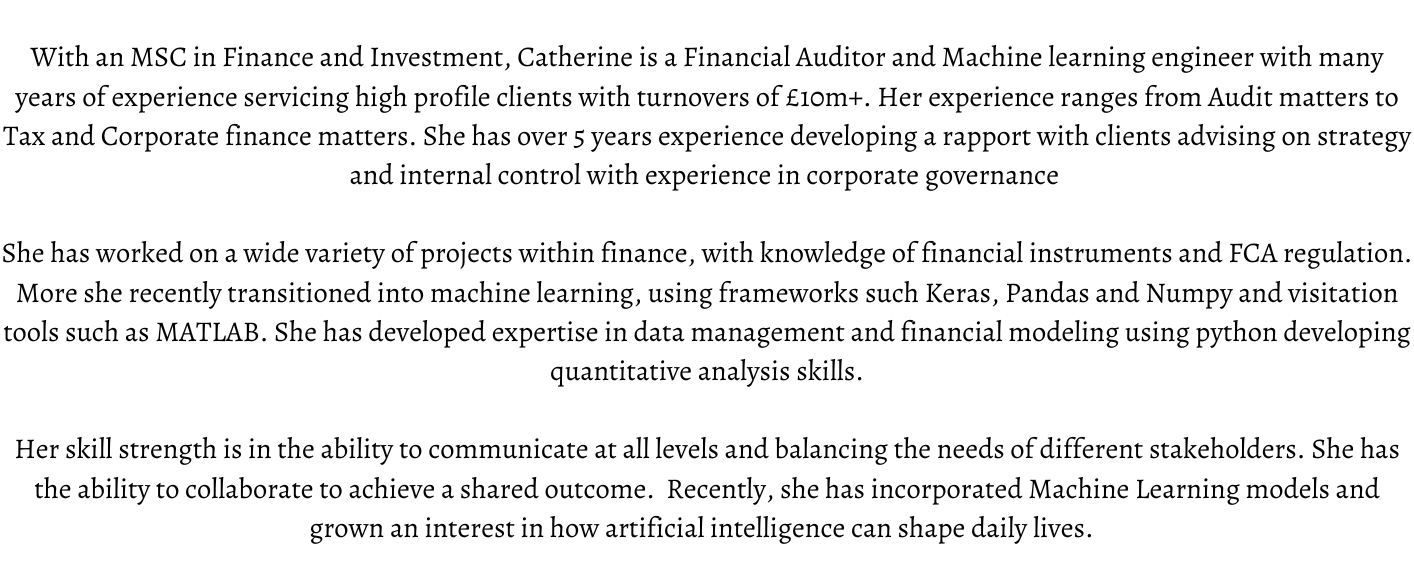 With an MSC in Finance and Investment, Catherine is a Financial Auditor and Machine learning engineer with many
years of experience servicing high profile clients with turnovers of £10m+. Her experience ranges from Audit matters to
Tax and Corporate finance matters. She has over 5 years experience developing a rapport with clients advising on strategy
and internal control with experience in corporate governance
She has worked on a wide variety of projects within finance, with knowledge of financial instruments and FCA regulation.
More she recently transitioned into machine learning, using frameworks such Keras, Pandas and Numpy and visitation
tools such as MATLAB. She has developed expertise in data management and financial modeling using python developing
quantitative analysis skills.
Her skill strength is in the ability to communicate at all levels and balancing the needs of different stakeholders. She has
the ability to collaborate to achieve a shared outcome.  Recently, she has incorporated Machine Learning models and
grown an interest in how artificial intelligence can shape daily lives.